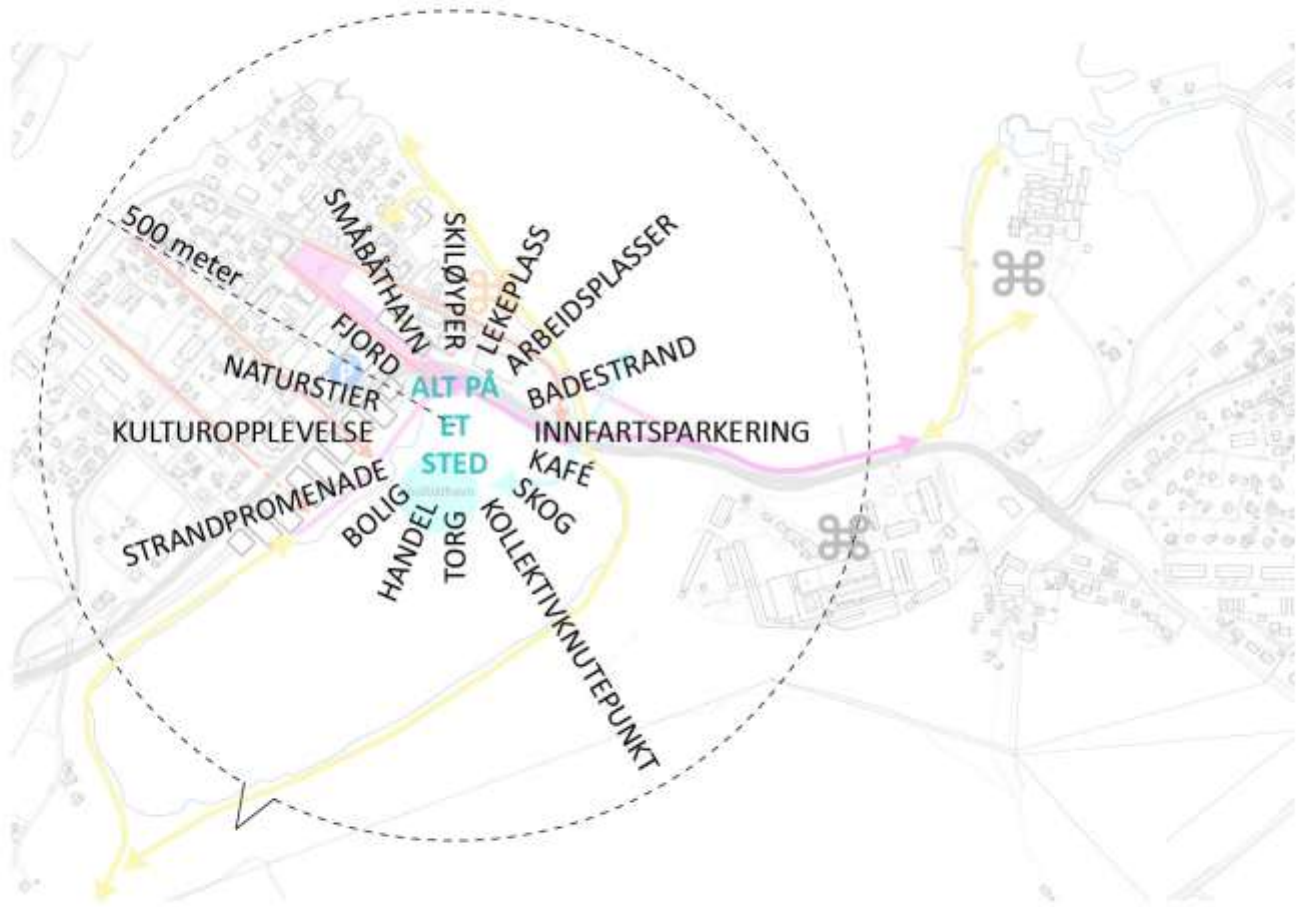 500 meter
SMÅBÅTHAVN
SKILØYPER
LEKEPLASS
ARBEIDSPLASSER
FJORD
BADESTRAND
NATURSTIER
ALT PÅ
ET
STED
KULTUROPPLEVELSE
INNFARTSPARKERING
KAFÉ
STRANDPROMENADE
SKOG
BOLIG
HANDEL
TORG
KOLLEKTIVKNUTEPUNKT